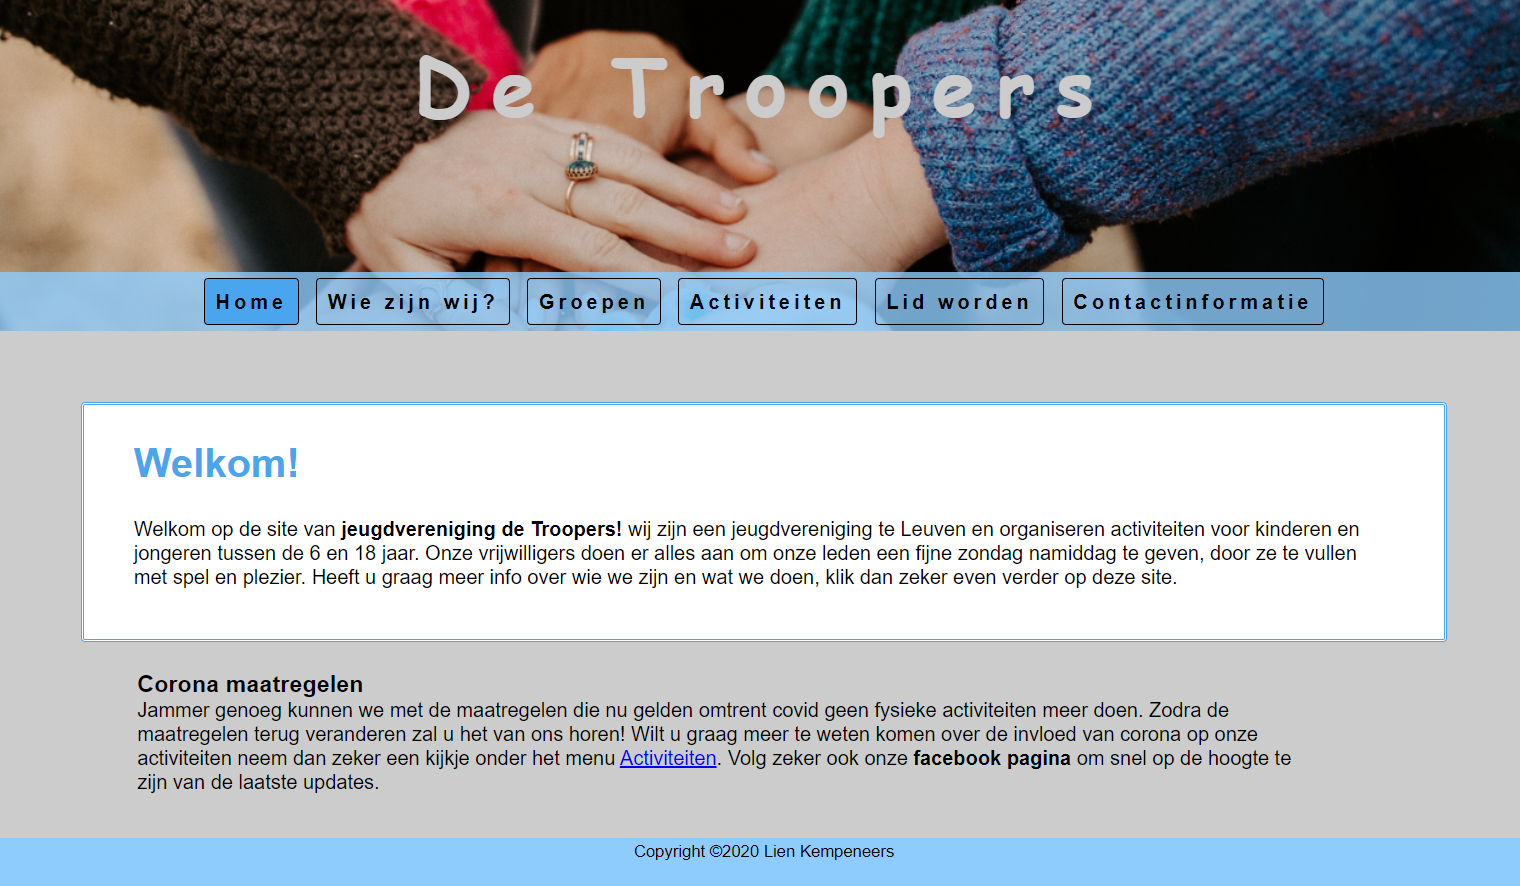 De Troopers
Home Wie zijn wij? Groepen Activiteiten Lid worden Contactinformatie
Welkom!
Welkom op de site van jeugdvereniging de Troopers! wij zijn een jeugdvereniging te Leuven en organiseren activiteiten voor kinderen en
jongeren tussen de 6 en 18 jaar. Onze vrijwilligers doen er alles aan om onze leden een fijne zondag namiddag te geven, door ze te vullen
met spel en plezier. Heeft u graag meer info over wie we zijn en wat we doen, klik dan zeker even verder op deze site.
Corona maatregelen
Jammer genoeg kunnen we met de maatregelen die nu gelden omtrent covid geen fysieke activiteiten meer doen. Zodra de
maatregelen terug veranderen zal u het van ons horen! Wilt u graag meer te weten komen over de invloed van corona op onze
activiteiten neem dan zeker een kijkje onder het menu Activiteiten. Volg zeker ook onze facebook pagina om snel op de hoogte te
zijn van de laatste updates.
Copyright ©2020 Lien Kempeneers